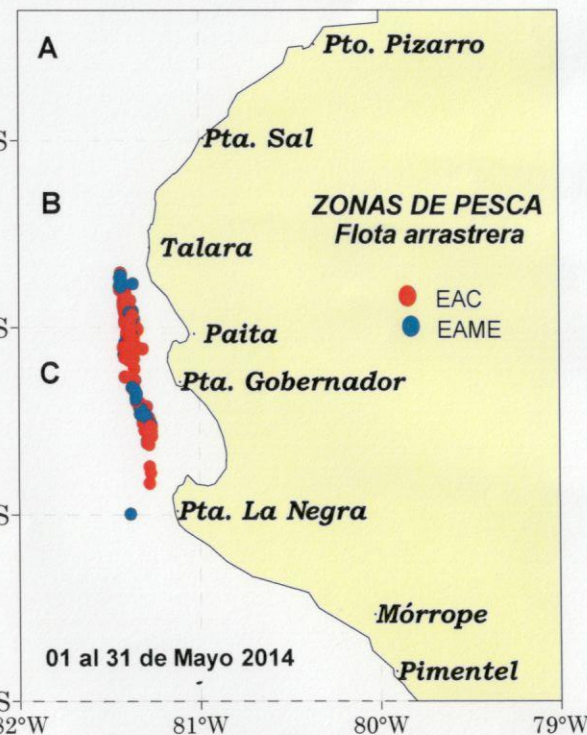 A
Pto. Pizarro
S
Pta. Sal
B
ZONAS DE PESCA
Flota arrastrera
Talara
EAC
EAME
S
Paita
C
Pta. Gobernador
S
Pta. La Negra
Mórrope
01 al 31 de Mayo 2014
Pimentel
S
82°W
81°W
80°W
79°W